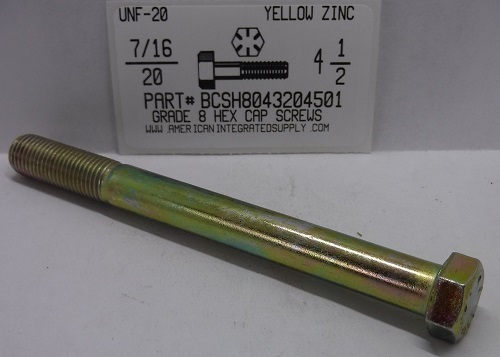 UNF-20 YELLOW ZINC
7/16 4 1/2
20
PART# BCSH8043204501
GRADE 8 HEX CAP SCREWS
WWW.AMERICANINTEGRATEDSUPPLY.COM